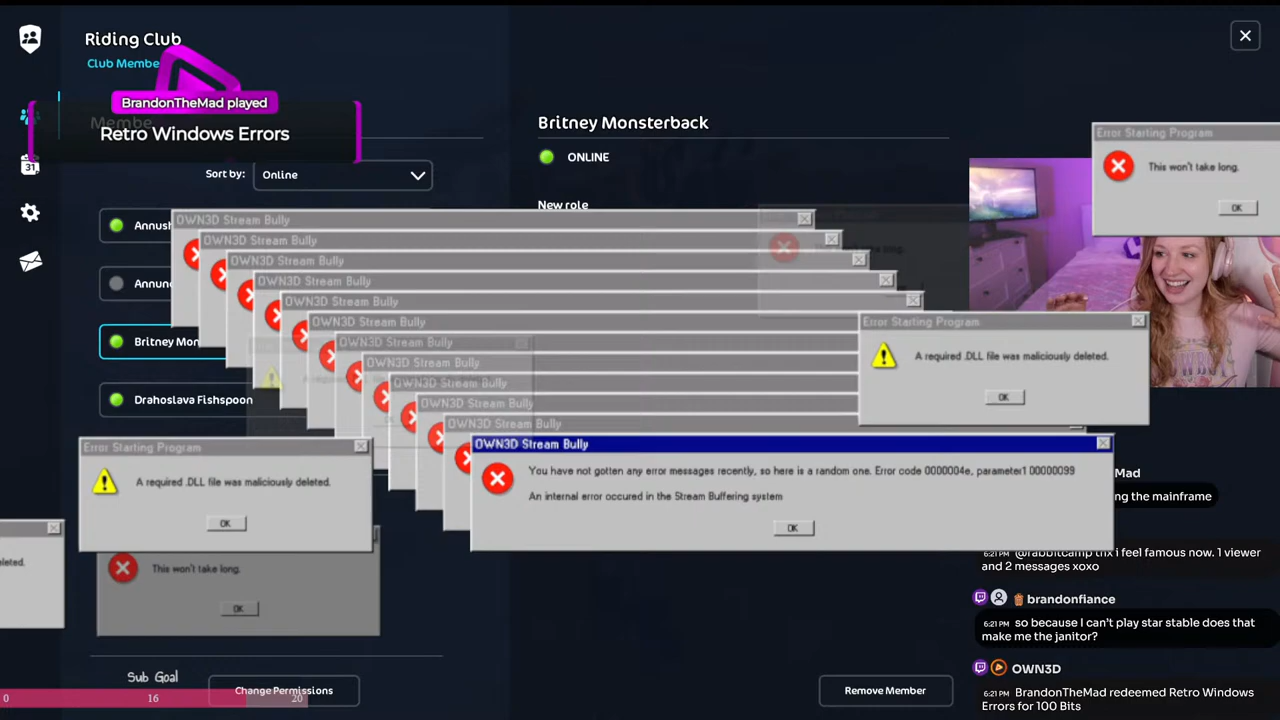 Riding Club
Club Membe
BrandonTheMad played
Membe
Retro Windows Errors
31
Sort by:
Online
Britney Monsterback
ONLINE
New role
Error Starting Program
This won't take long.
OK
Annush
Annunc
Britney Mon
Drahoslava Fishspoon
OWN3D Stream Bully
OWN3D Stream Bully
OWN3D Stream Bully
OWN3D Stream Bully
OWN3D Stream Bully
OWN3D Stream Bully
OWN3D Stream Bully
OWN3D Stream Bully
OWN3D Stream Bully
OWN3D Stream Bully
OWN3D Stream Bully
OWN3D Stream Bully
You have not gotten any error messages recently, so here is a random one. Error code 0000004e, parameter1 00000099
An internal error occured in the Stream Buffering system
OK
Error Starting Program
A required .DLL file was maliciously deleted.
OK
Error Starting Program
A required .DLL file was maliciously deleted.
OK
eleted.
This won't take long.
OK
Sub Goal
0 16 20
Change Permissions
Remove Member
Mad
ng the mainframe
6:21 PM @rabbitcamp thx i feel famous now. 1 viewer
and 2 messages xoxo
brandonfiance
6:21 PM so because I can't play star stable does that
make me the janitor?
OWN3D
6:21 PM BrandonTheMad redeemed Retro Windows
Errors for 100 Bits